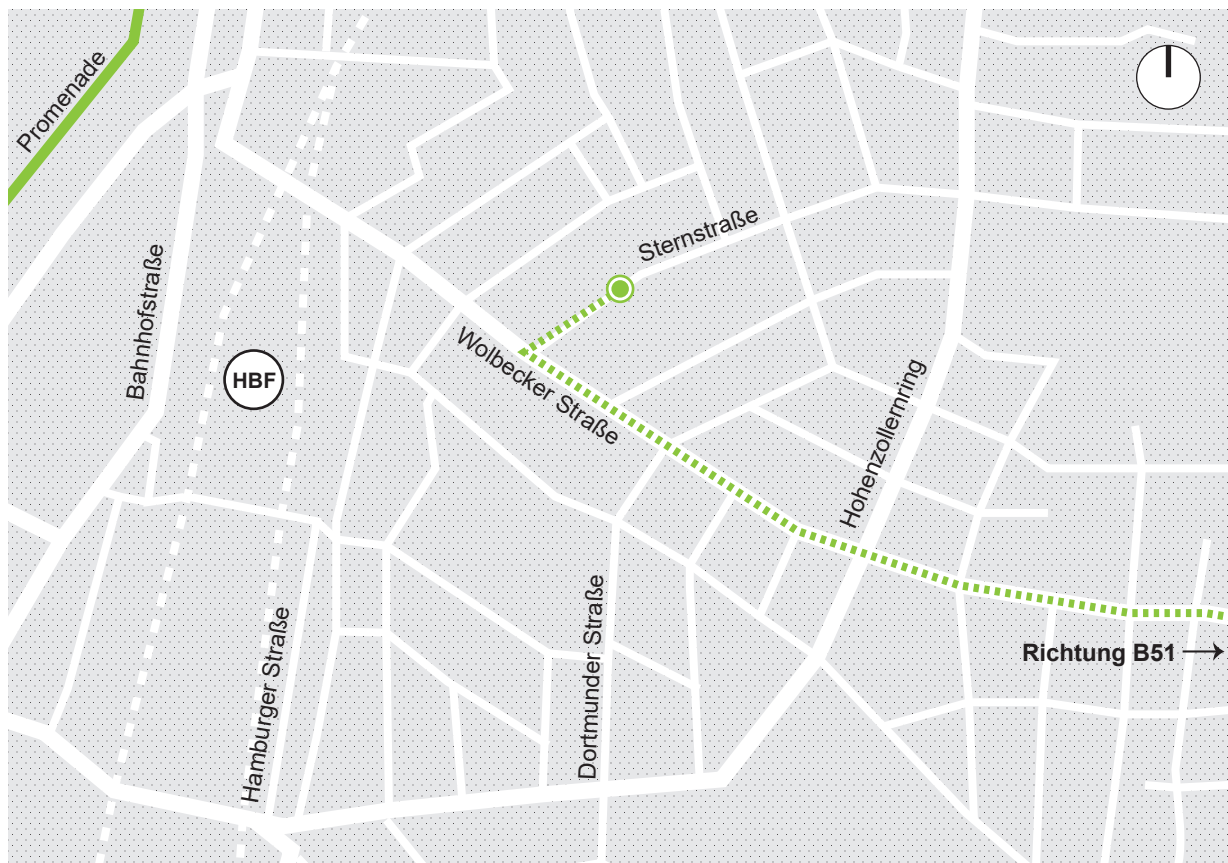 Promenade
Sternstraße
Bahnhofstraße
Wolbecker Straße
HBF
Hohenzollernring
Dortmunder Straße
Hamburger Straße
Richtung B51